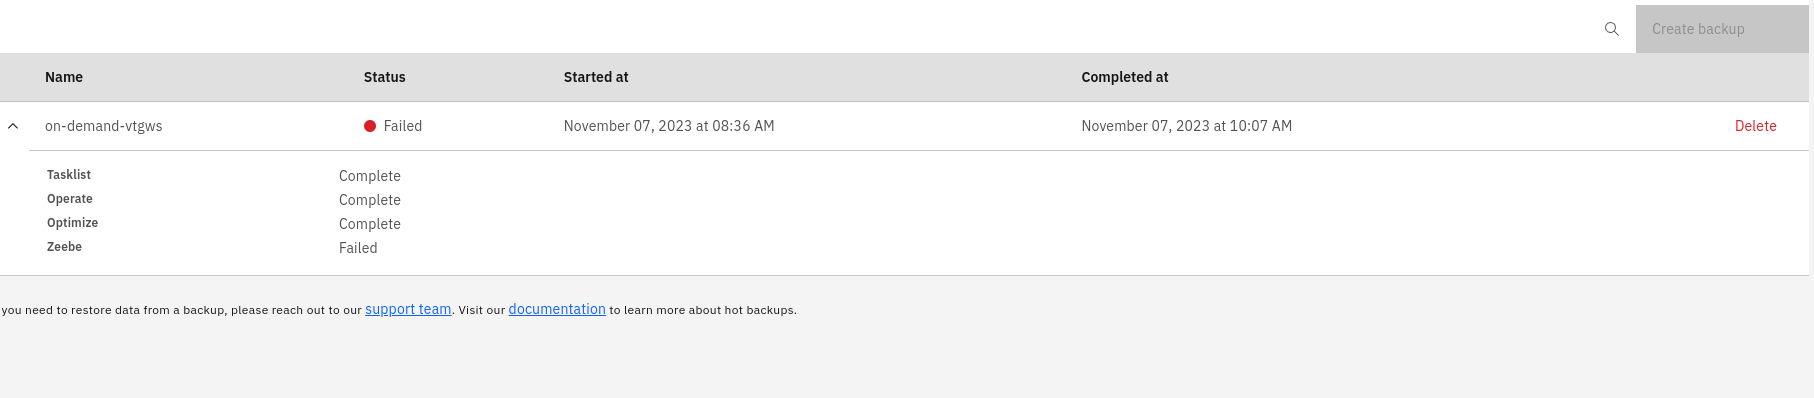 Create backup
Name Status Started at Completed at
on-demand-vtgws Failed November 07, 2023 at 08:36 AM November 07, 2023 at 10:07 AM Delete
Tasklist Complete
Operate Complete
Optimize Complete
Zeebe Failed
you need to restore data from a backup, please reach out to our support team. Visit our documentation to learn more about hot backups.